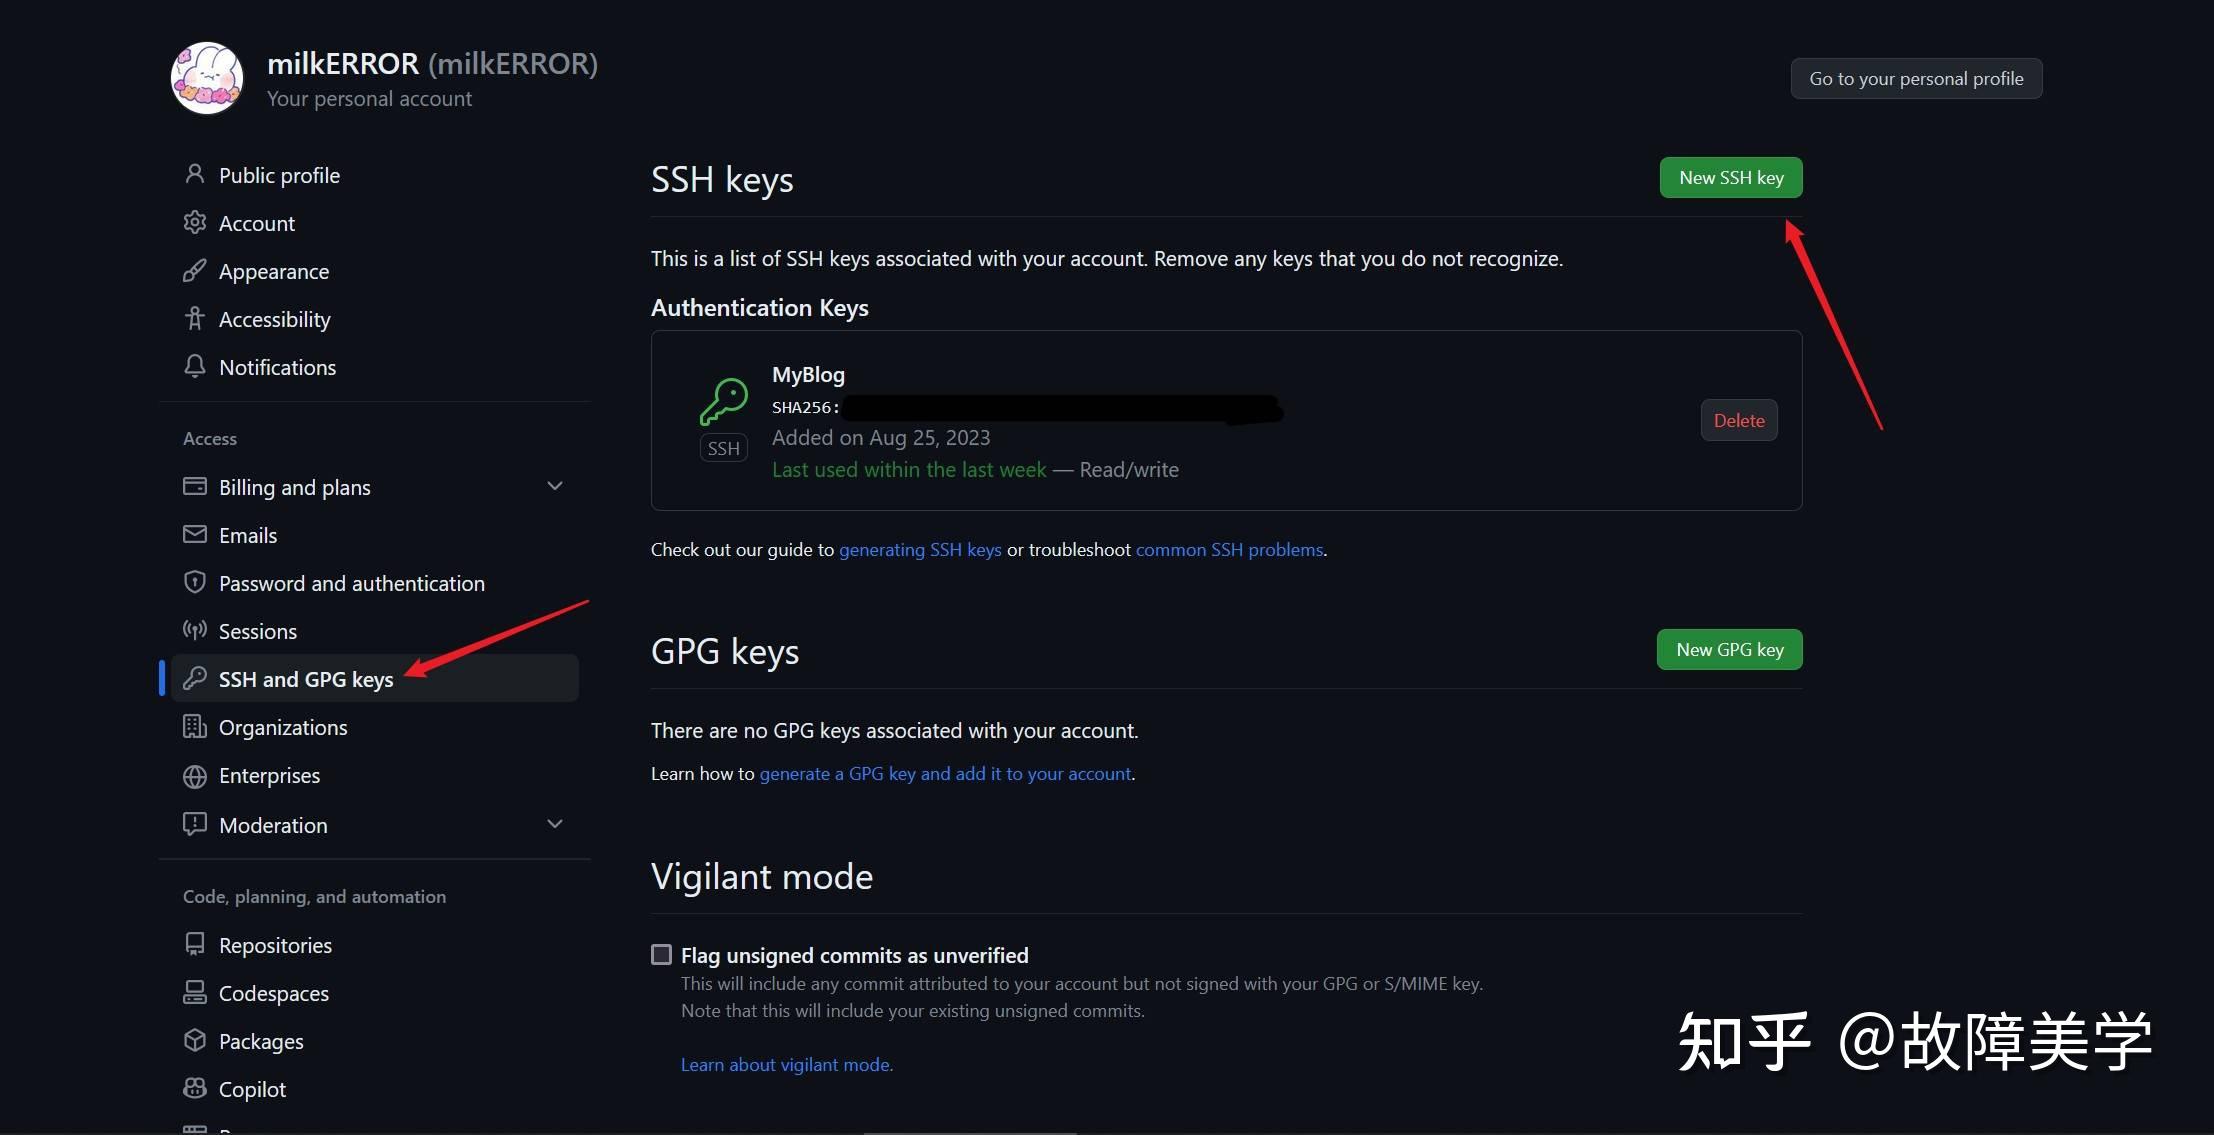 milkERROR (milkERROR)
Your personal account
Go to your personal profile
Public profile
Account
Appearance
Accessibility
Notifications
Access
Billing and plans
Emails
Password and authentication
Sessions
SSH and GPG keys
Organizations
Enterprises
Moderation
Code, planning, and automation
Repositories
Codespaces
Packages
Copilot
SSH keys
New SSH key
This is a list of SSH keys associated with your account. Remove any keys that you do not recognize.
Authentication Keys
MyBlog
SHA256:
SSH
Added on Aug 25, 2023
Last used within the last week — Read/write
Delete
Check out our guide to generating SSH keys or troubleshoot common SSH problems.
GPG keys
New GPG key
There are no GPG keys associated with your account.
Learn how to generate a GPG key and add it to your account.
Vigilant mode
Flag unsigned commits as unverified
This will include any commit attributed to your account but not signed with your GPG or S/MIME key.
Note that this will include your existing unsigned commits.
Learn about vigilant mode.
知乎 @故障美学